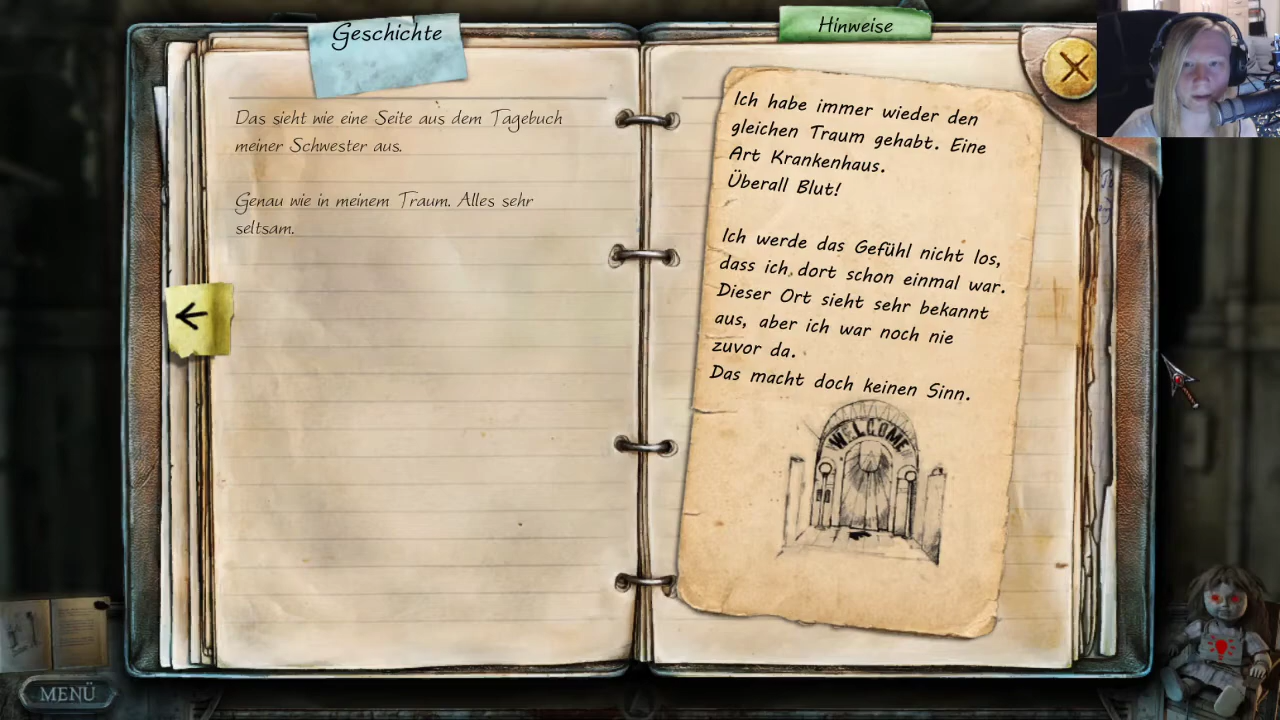 Geschichte
Hinweise
Das sieht wie eine Seite aus dem Tagebuch
meiner Schwester aus.
Genau wie in meinem Traum. Alles sehr
seltsam.
Ich habe immer wieder den
gleichen Traum gehabt. Eine
Art Krankenhaus.
Überall Blut!
Ich werde das Gefühl nicht los,
dass ich dort schon einmal war.
Dieser Ort sieht sehr bekannt
aus, aber ich war noch nie
zuvor da.
Das macht doch keinen Sinn.
WELCOME
MENÜ